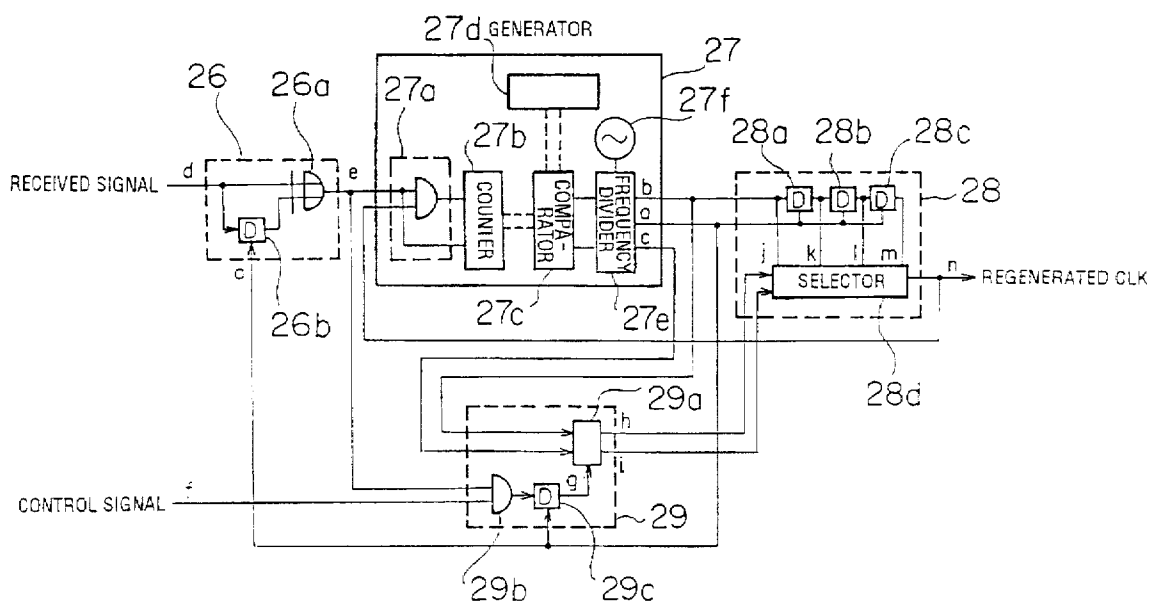 27d GENERATOR
27
26
26a
27a
27b
27f
28a
28b
28c
28
RECEIVED SIGNAL
d
e
D
c
26b
COUNTER
COMPA-
RATOR
FREQUENCY
DIVIDER
b
a
c
27c
27e
D
D
D
j
k
l
m
SELECTOR
n
REGENERATED CLK
28d
29a
h
i
g
D
CONTROL SIGNAL
f
29
29b
29c